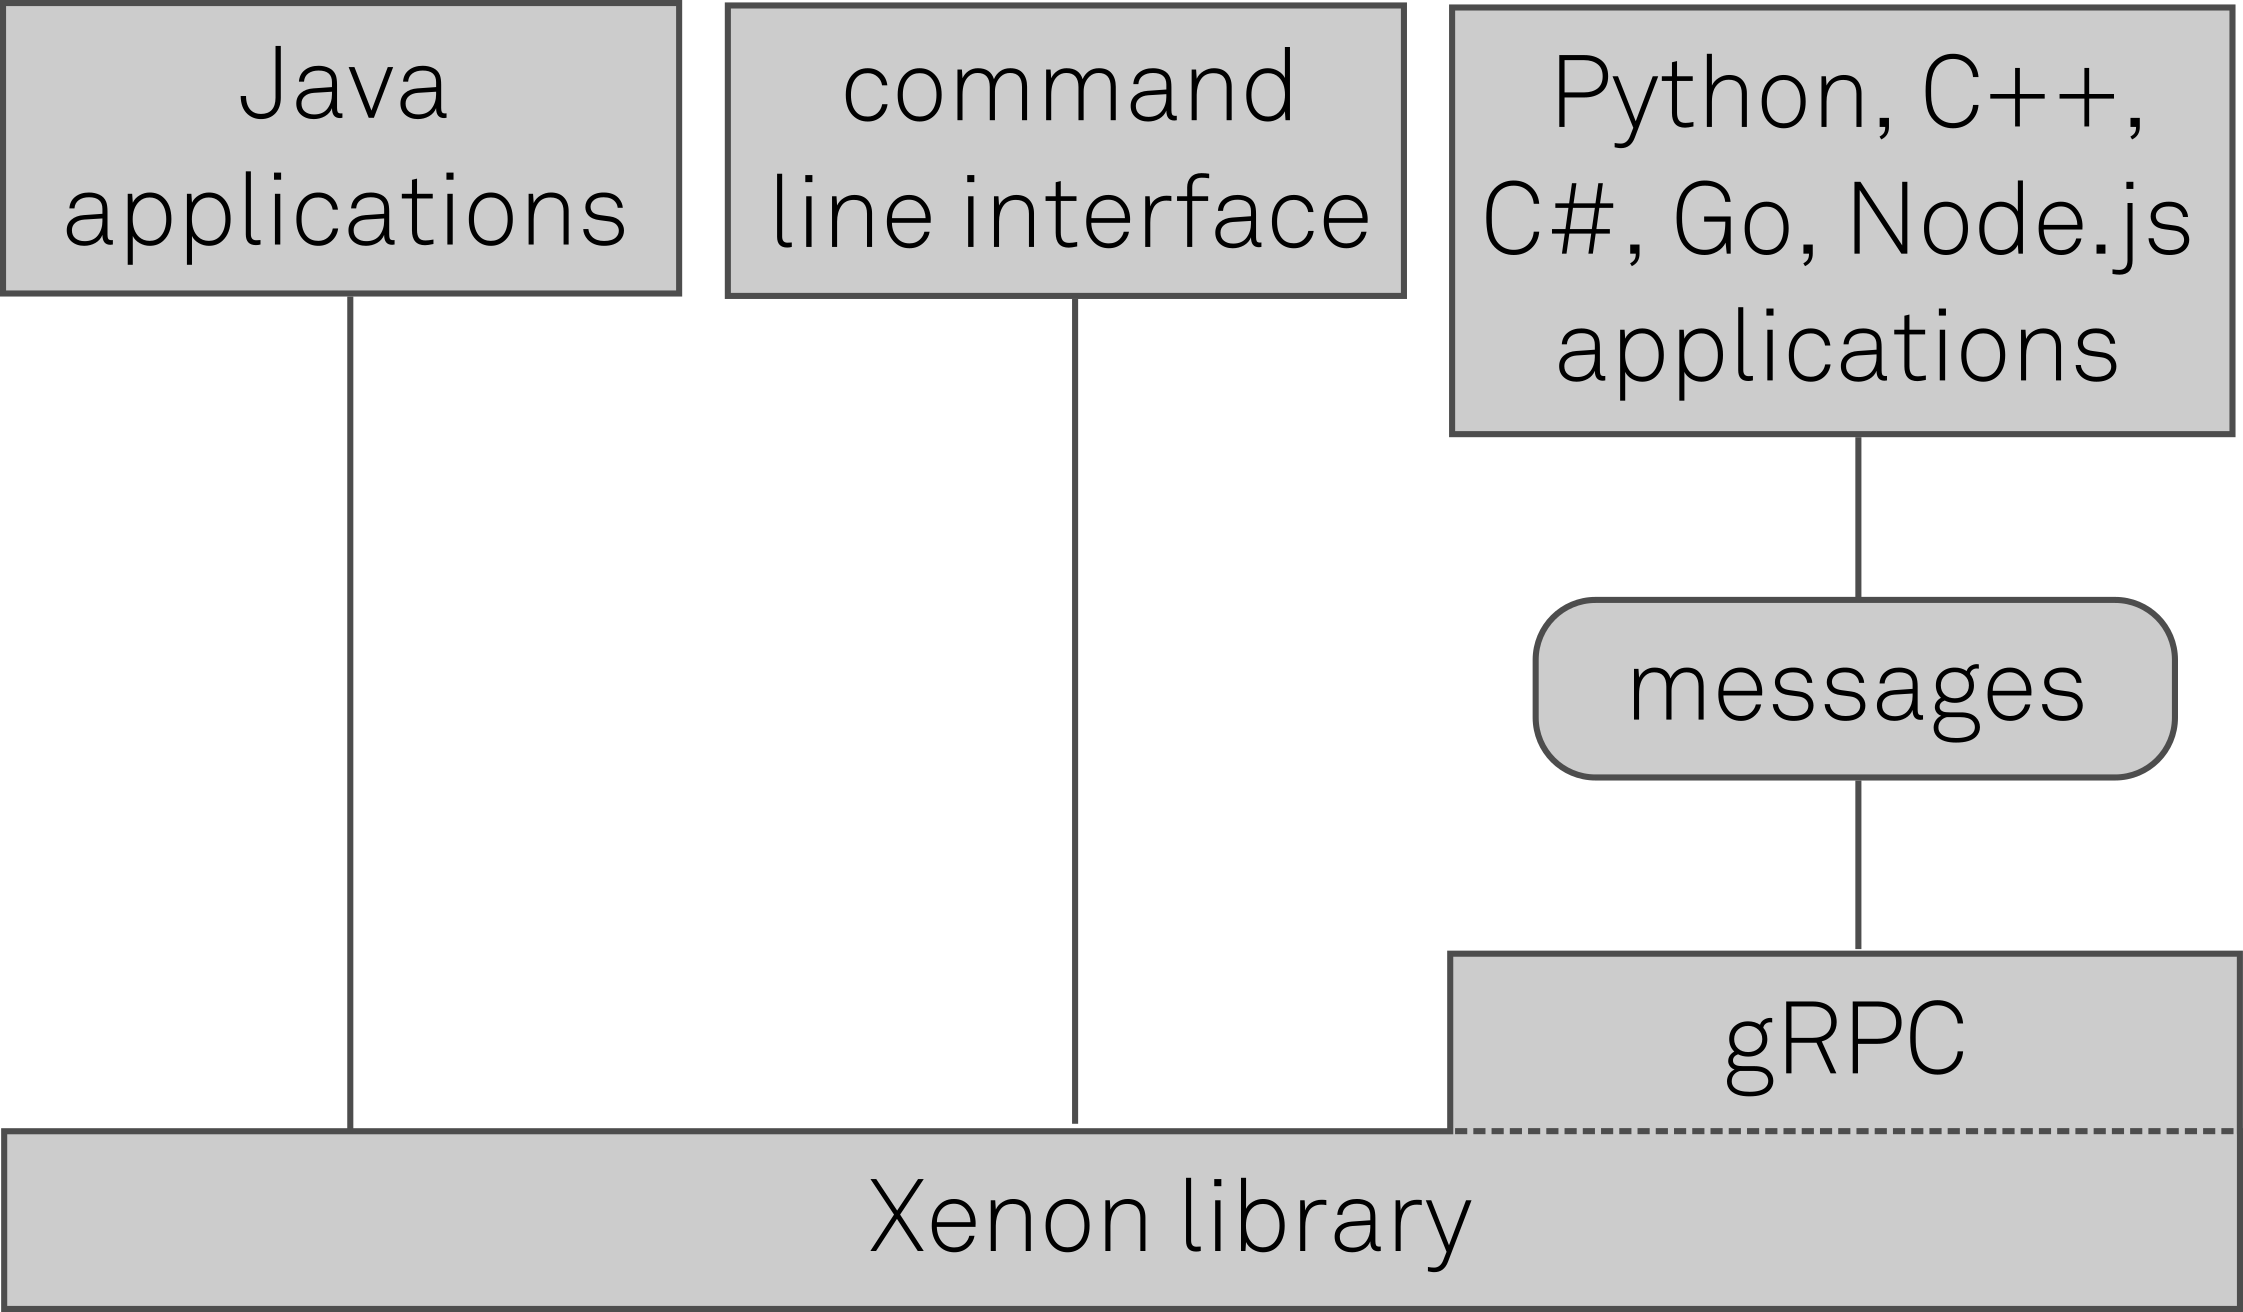 Java
applications
command
line interface
Python, C++,
C#, Go, Node.js
applications
messages
gRPC
Xenon library